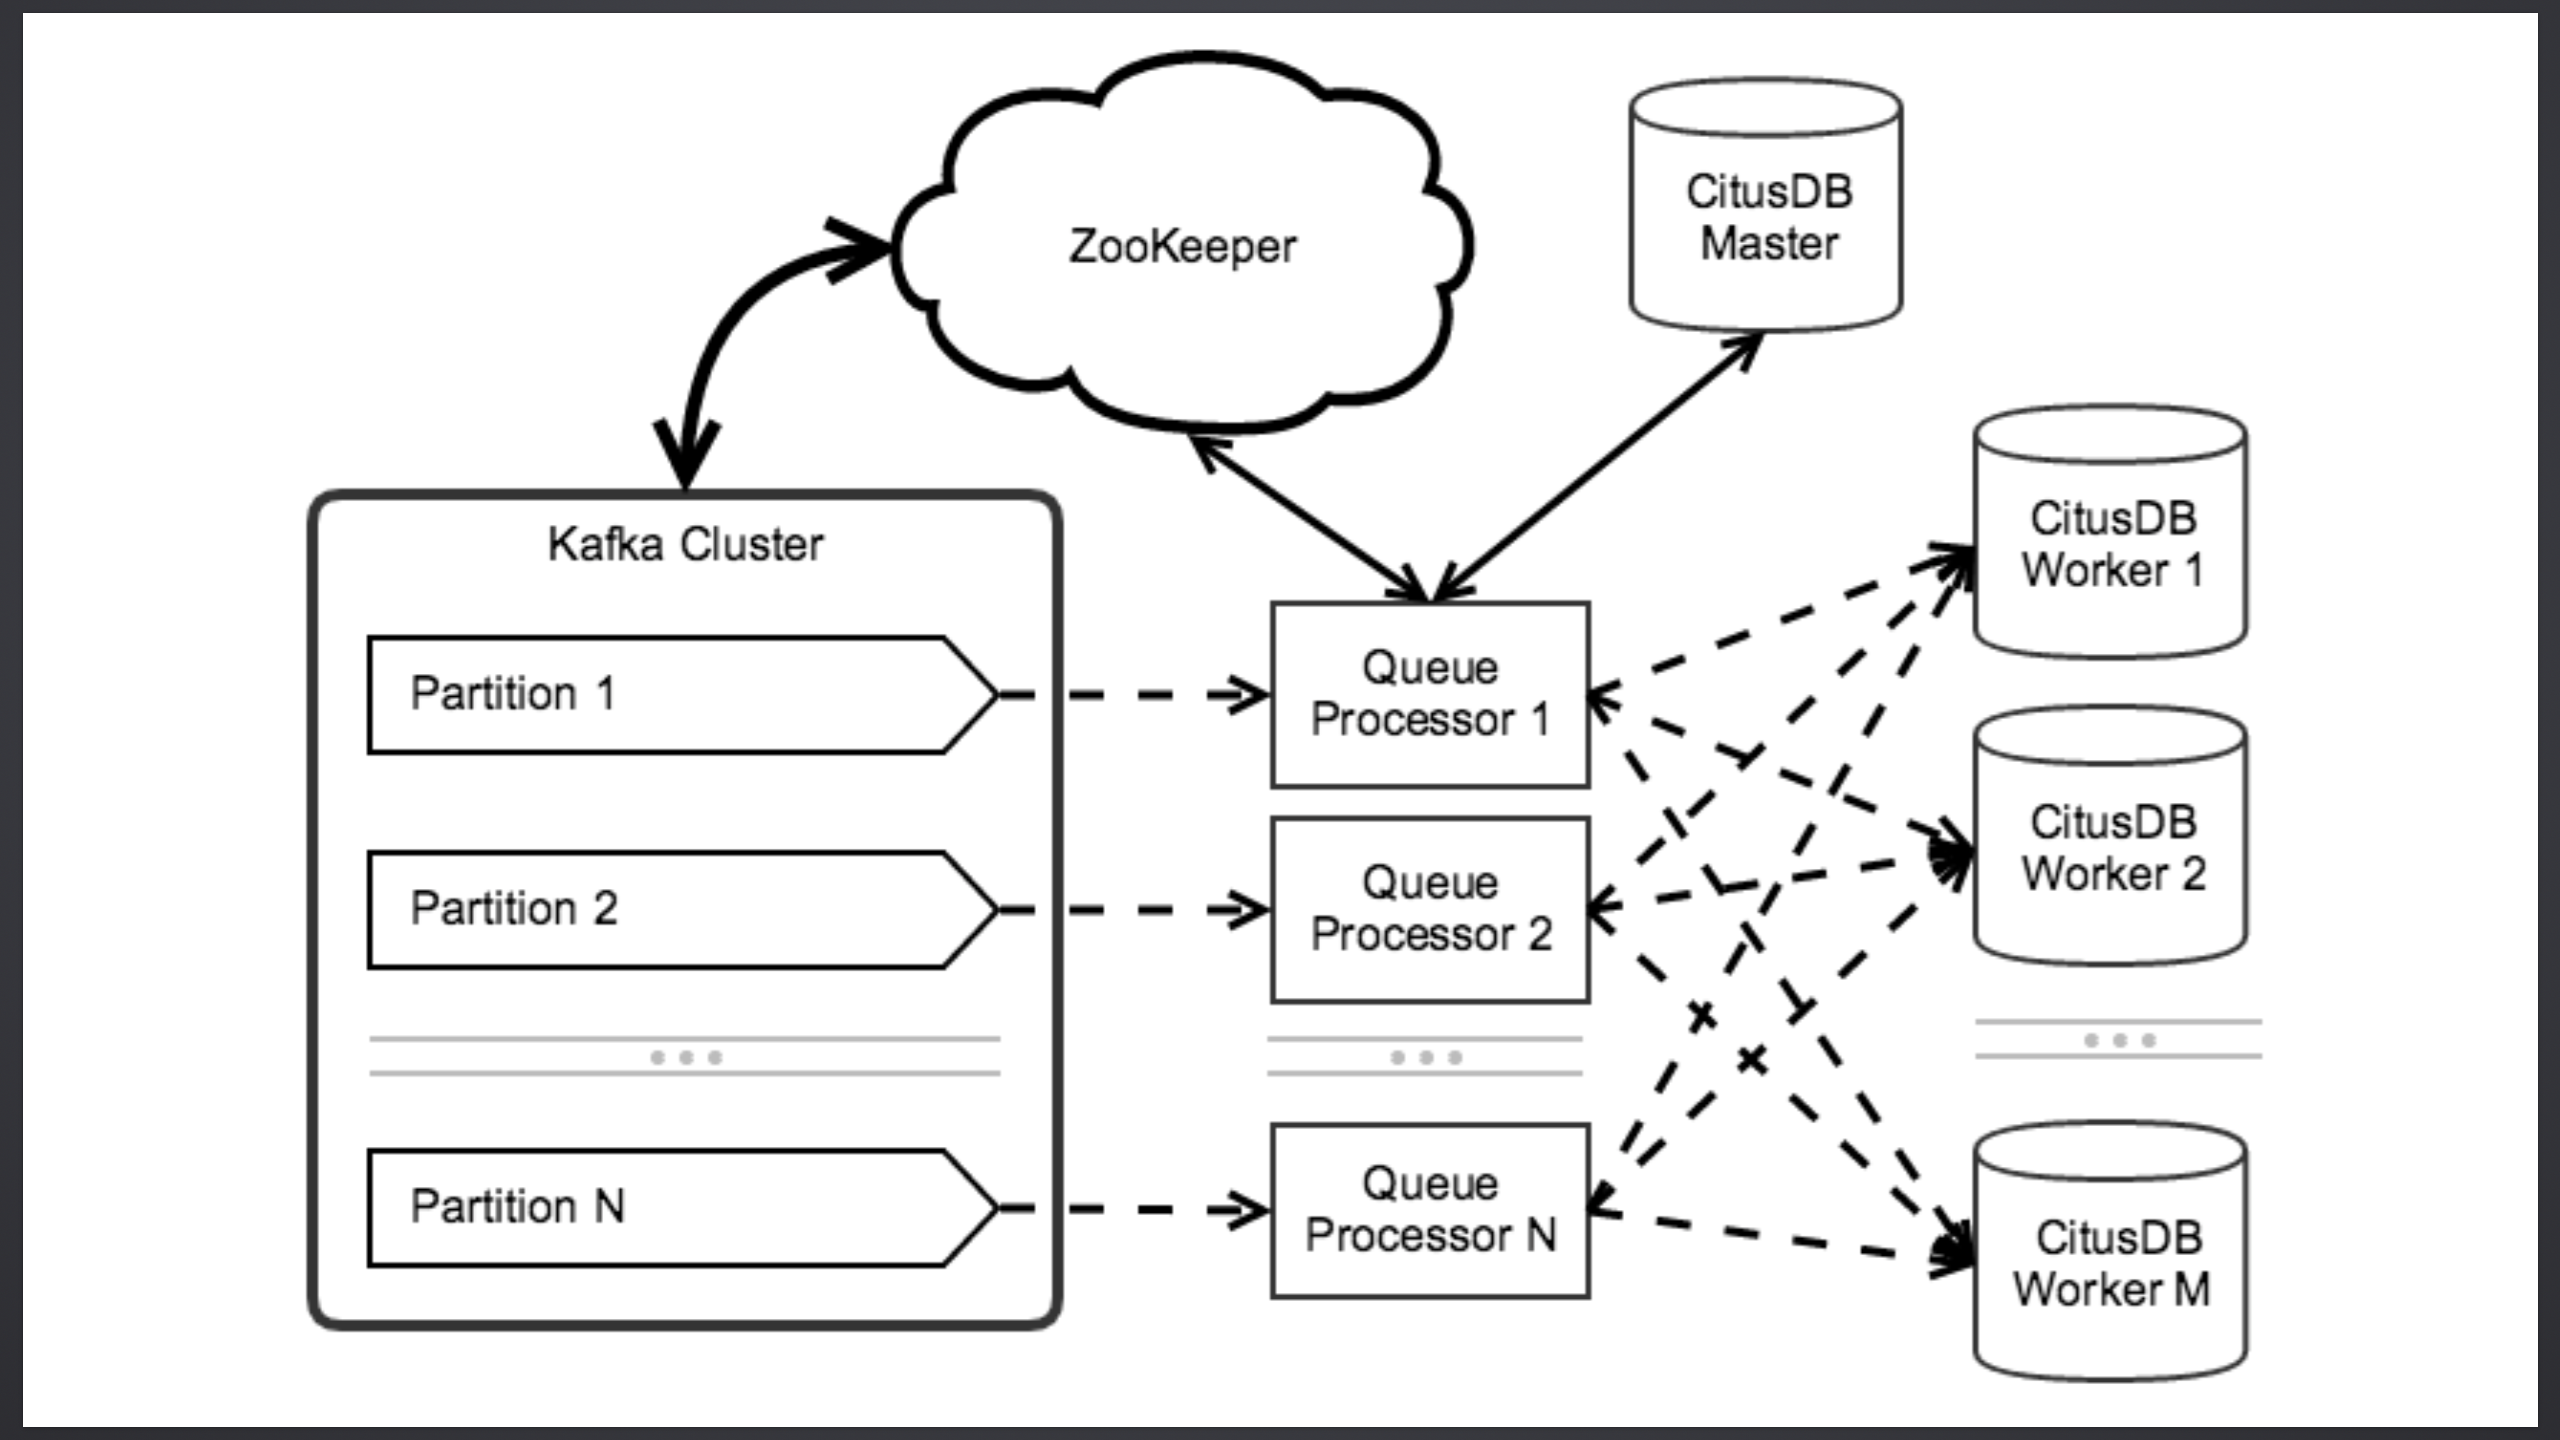 ZooKeeper
CitusDB
Master
Kafka Cluster
Partition 1
Partition 2
Partition N
Queue
Processor 1
Queue
Processor 2
Queue
Processor N
CitusDB
Worker 1
CitusDB
Worker 2
CitusDB
Worker M